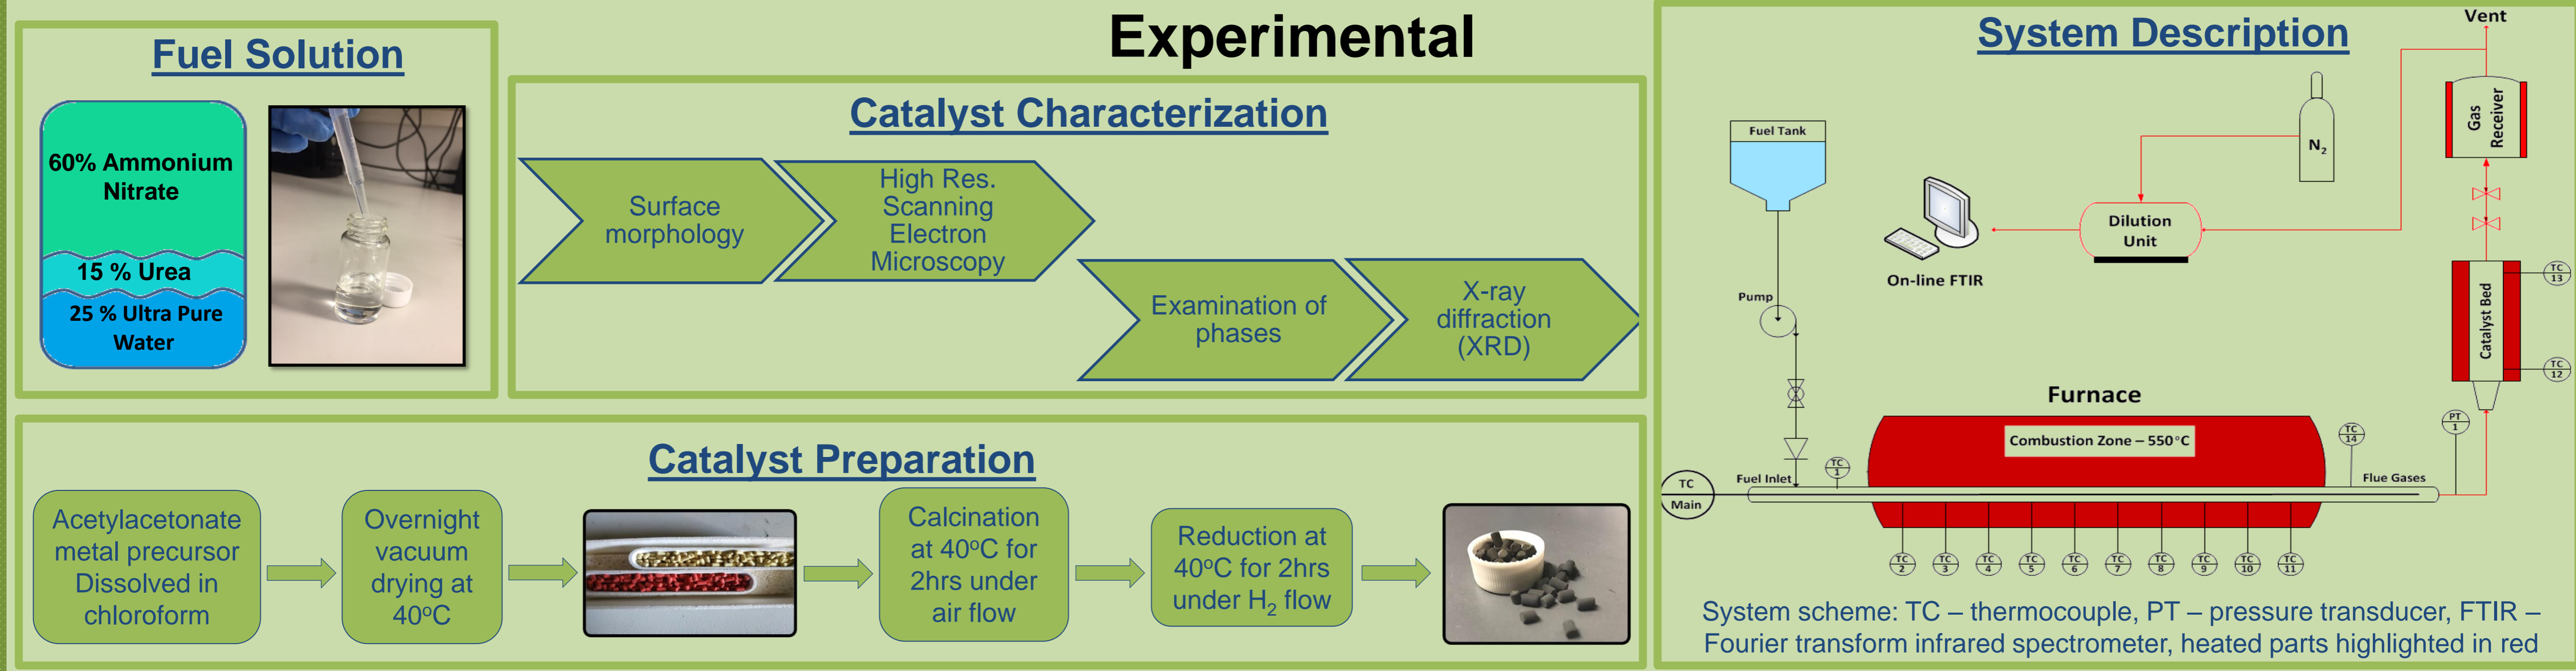 Experimental
Fuel Solution
60% Ammonium
Nitrate
15 % Urea
25 % Ultra Pure
Water
Catalyst Characterization
Surface
morphology
High Res.
Scanning
Electron
Microscopy
Examination of
phases
X-ray
diffraction
(XRD)
Catalyst Preparation
Acetylacetonate
metal precursor
Dissolved in
chloroform
Overnight
vacuum
drying at
40°C
Calcination
at 40°C for
2hrs under
air flow
Reduction at
40°C for 2hrs
under H₂ flow
System Description
Vent
Gas
Receiver
N₂
Fuel Tank
Dilution
Unit
On-line FTIR
TC
13
Catalyst Bed
Pump
TC
12
Furnace
PT
1
TC
14
Combustion Zone – 550°C
TC
1
Fuel Inlet
Flue Gases
TC
Main
TC
2
TC
3
TC
4
TC
5
TC
6
TC
7
TC
8
TC
9
TC
10
TC
11
System scheme: TC – thermocouple, PT – pressure transducer, FTIR –
Fourier transform infrared spectrometer, heated parts highlighted in red